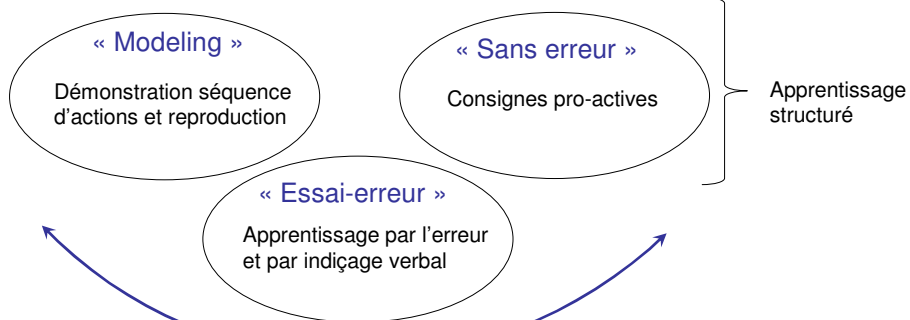 « Modeling »
Démonstration séquence
d'actions et reproduction
« Sans erreur »
Consignes pro-actives
Apprentissage
structuré
« Essai-erreur »
Apprentissage par l'erreur
et par indiçage verbal